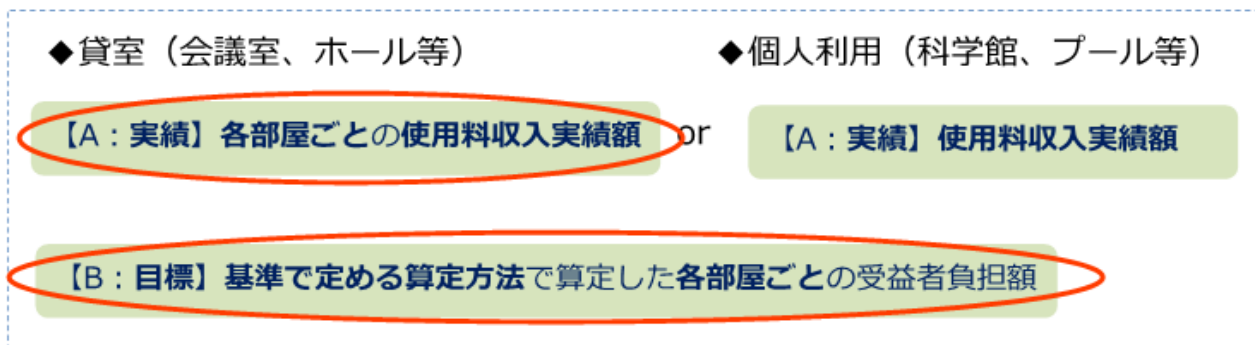 ◆貸室（会議室、ホール等）
◆個人利用（科学館、プール等）
【A：実績】各部屋ごとの使用料収入実績額
or
【A：実績】使用料収入実績額
【B：目標】基準で定める算定方法で算定した各部屋ごとの受益者負担額